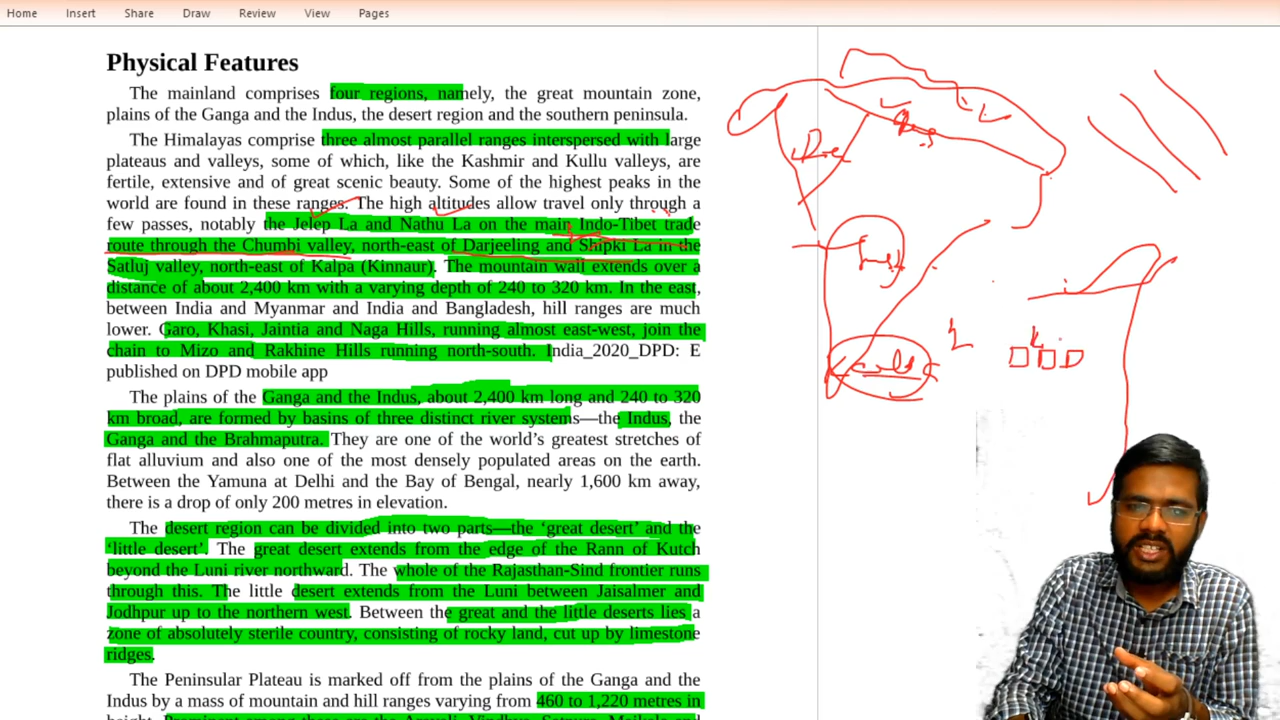 Home Insert Share Draw Review View Pages
Physical Features
The mainland comprises four regions, namely, the great mountain zone,
plains of the Ganga and the Indus, the desert region and the southern peninsula.
The Himalayas comprise three almost parallel ranges interspersed with large
plateaus and valleys, some of which, like the Kashmir and Kullu valleys, are
fertile, extensive and of great scenic beauty. Some of the highest peaks in the
world are found in these ranges. The high altitudes allow travel only through a
few passes, notably the Jelep La and Nathu La on the main Indo-Tibet trade
route through the Chumbi valley, north-east of Darjeeling and Shipki La in the
Satluj valley, north-east of Kalpa (Kinnaur). The mountain wall extends over a
distance of about 2,400 km with a varying depth of 240 to 320 km. In the east,
between India and Myanmar and India and Bangladesh, hill ranges are much
lower. Garo, Khasi, Jaintia and Naga Hills, running almost east-west, join the
chain to Mizo and Rakhine Hills running north-south. India_2020_DPD: E
published on DPD mobile app
The plains of the Ganga and the Indus, about 2,400 km long and 240 to 320
km broad, are formed by basins of three distinct river systems—the Indus, the
Ganga and the Brahmaputra. They are one of the world's greatest stretches of
flat alluvium and also one of the most densely populated areas on the earth.
Between the Yamuna at Delhi and the Bay of Bengal, nearly 1,600 km away,
there is a drop of only 200 metres in elevation.
The desert region can be divided into two parts—the 'great desert' and the
'little desert'. The great desert extends from the edge of the Rann of Kutch
beyond the Luni river northward. The whole of the Rajasthan-Sind frontier runs
through this. The little desert extends from the Luni between Jaisalmer and
Jodhpur up to the northern west. Between the great and the little deserts lies a
zone of absolutely sterile country, consisting of rocky land, cut up by limestone
ridges.
The Peninsular Plateau is marked off from the plains of the Ganga and the
Indus by a mass of mountain and hill ranges varying from 460 to 1,220 metres in
height. Prominent among these are the Aravali, Vindhya, Satpura, Maikala and